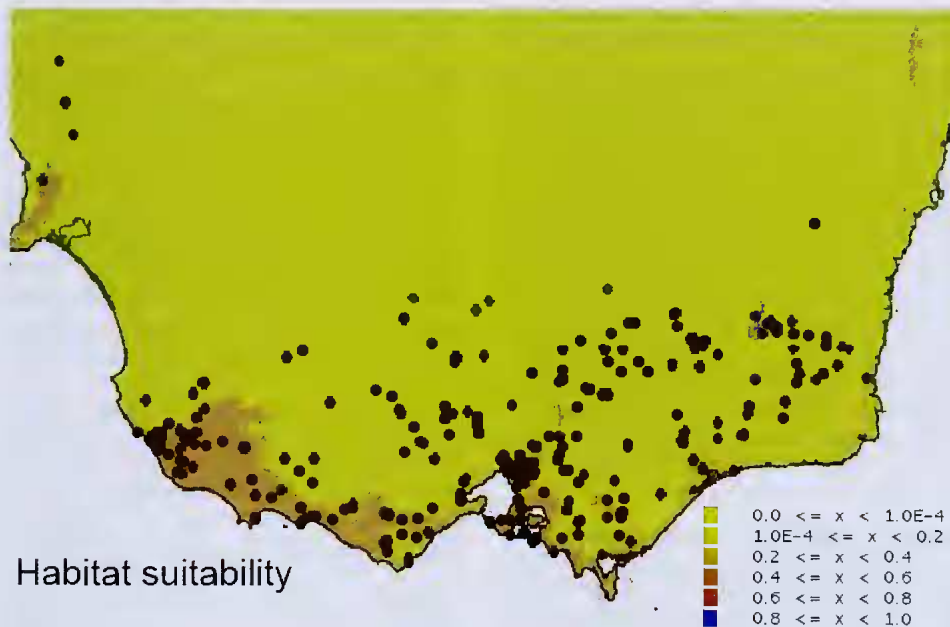 0.0 <= x < 1.0E-4
1.0E-4 <= x < 0.2
0.2 <= x < 0.4
Habitat suitability
0.4 <= x < 0.6
0.6 <= x < 0.8
0.8 <= x < 1.0